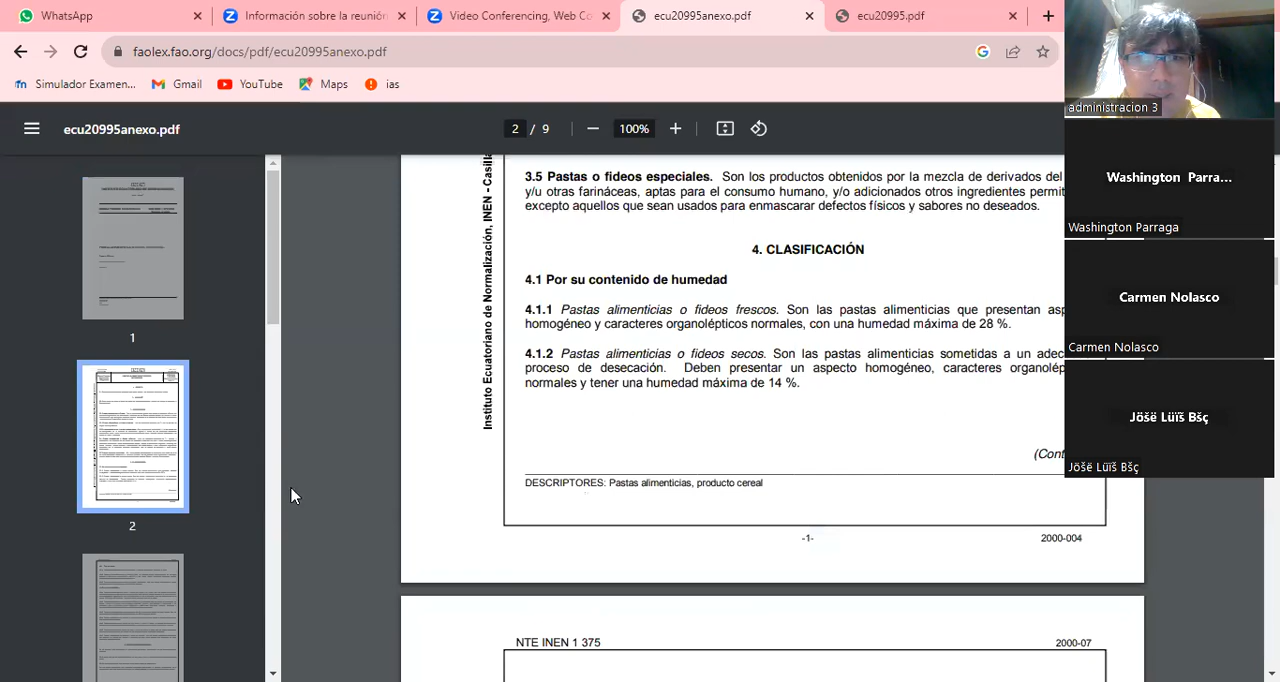 WhatsApp
Información sobre la reunión
Video Conferencing, Web Co
ecu20995anexo.pdf
ecu20995.pdf
faolex.fao.org/docs/pdf/ecu20995anexo.pdf
Simulador Examen...
Gmail
YouTube
Maps
ias
ecu20995anexo.pdf
2 / 9
100%
1
2
Instituto Ecuatoriano de Normalización, INEN - Casilla
3.5 Pastas o fideos especiales. Son los productos obtenidos por la mezcla de derivados del
y/u otras farináceas, aptas para el consumo humano, y/o adicionados otros ingredientes permit
excepto aquellos que sean usados para enmascarar defectos físicos y sabores no deseados.
4. CLASIFICACIÓN
4.1 Por su contenido de humedad
4.1.1 Pastas alimenticias o fideos frescos. Son las pastas alimenticias que presentan asp
homogéneo y caracteres organolépticos normales, con una humedad máxima de 28 %.
4.1.2 Pastas alimenticias o fideos secos. Son las pastas alimenticias sometidas a un adec
proceso de desecación. Deben presentar un aspecto homogéneo, caracteres organolép
normales y tener una humedad máxima de 14 %.
(Cont
DESCRIPTORES: Pastas alimenticias, producto cereal
-1-
2000-004
NTE INEN 1 375
2000-07
administracion 3
Washington Parra...
Washington Parraga
Carmen Nolasco
Carmen Nolasco
Jöšë Lüïš Bšç
Jöšë Lüïš Bšç